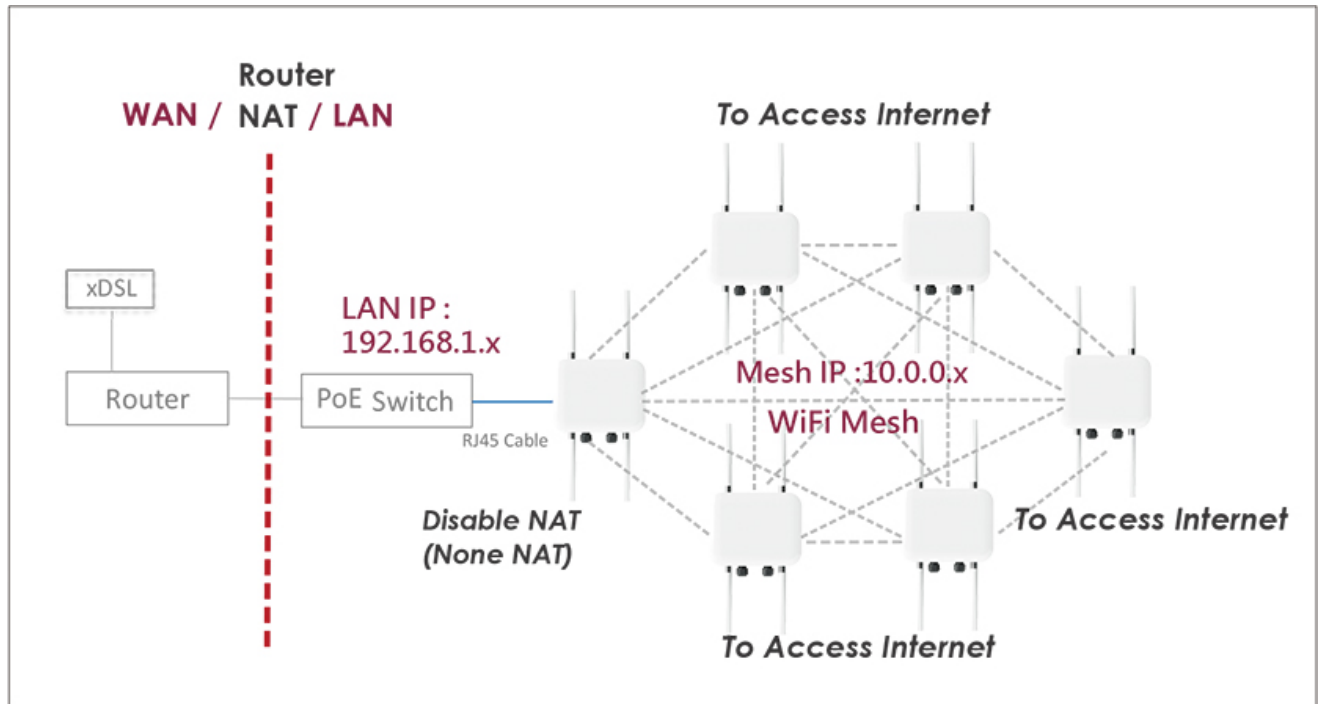 Router
WAN / NAT / LAN
To Access Internet
xDSL
LAN IP :
192.168.1.x
Router
PoE Switch
RJ45 Cable
Mesh IP :10.0.0.x
WiFi Mesh
Disable NAT
(None NAT)
To Access Internet
To Access Internet